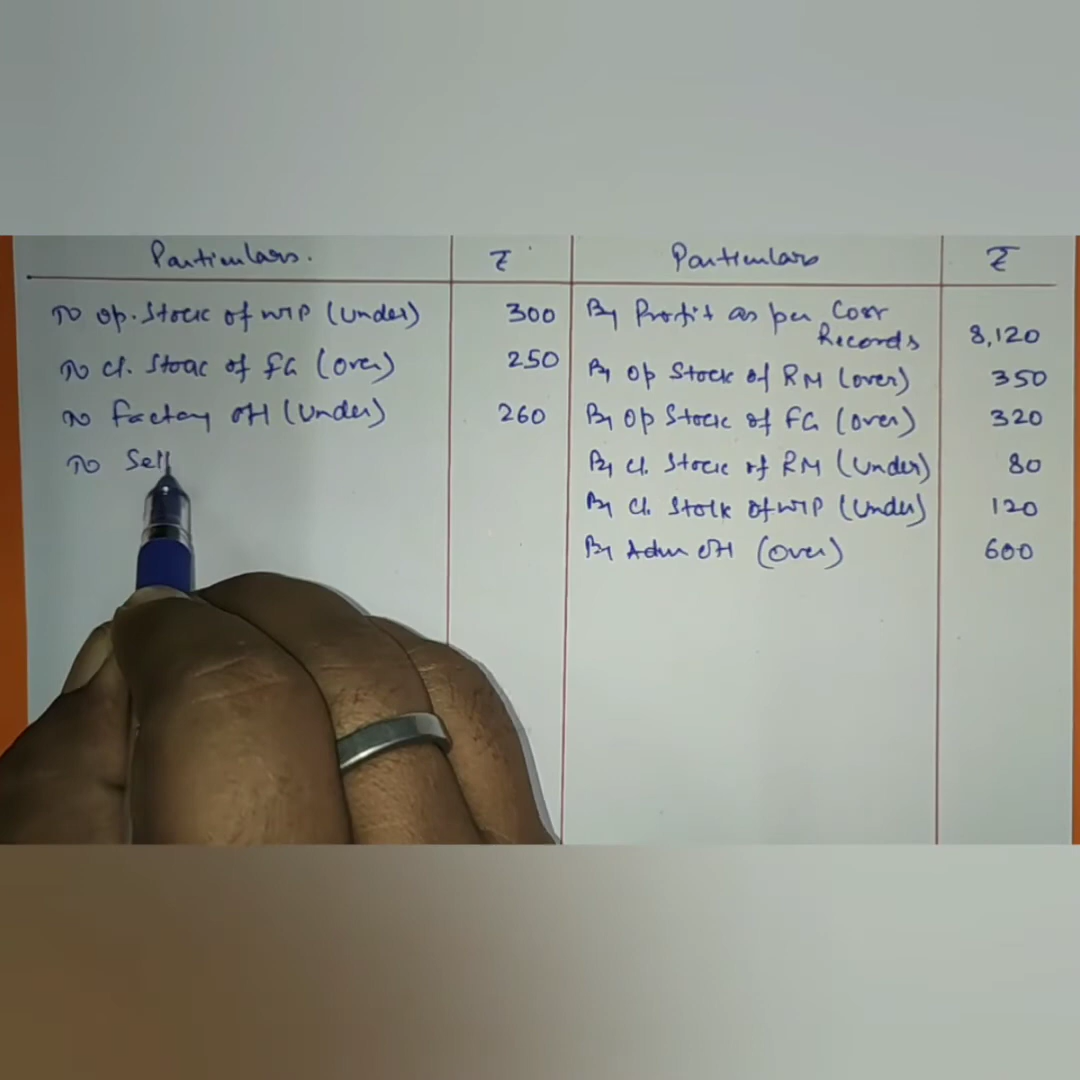 Particulars. ₹ Particulars ₹
To Op. Stock of WIP (Under) 300 By Profit as per Cost
Records 8,120
To Cl. Stoac of FG (Over) 250 By Op Stock of RM (over) 350
To Factory OH (Under) 260 By Op Stock of FG (over) 320
To Sell By Cl. Stock of RM (Under) 80
By Cl. Stock of WIP (Under) 120
By Adm OH (Over) 600